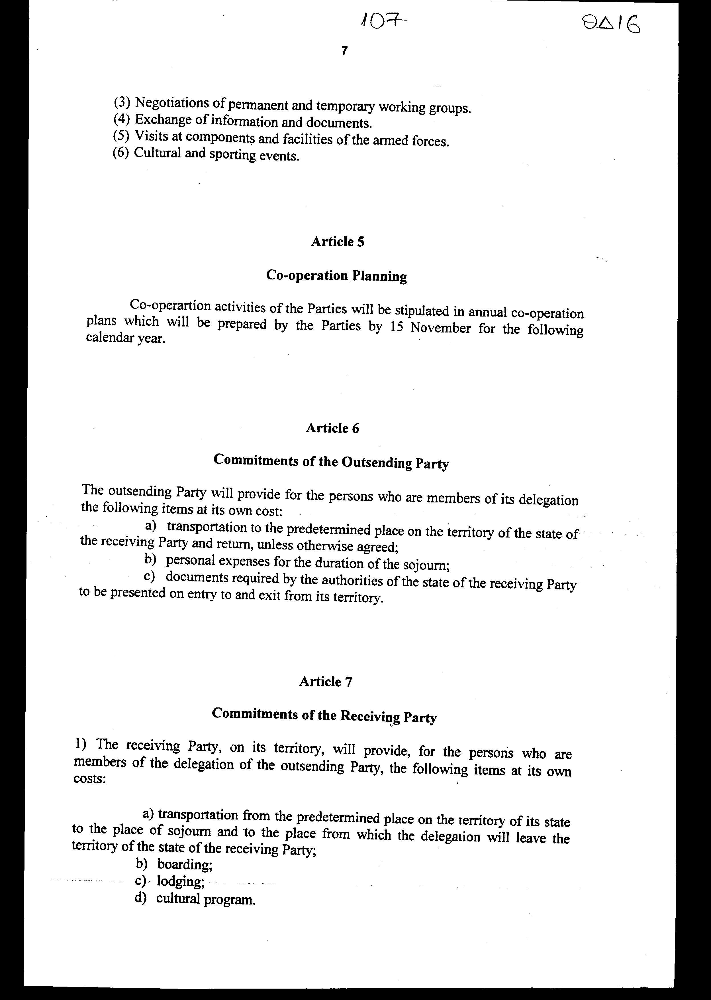 107
ΘΔ16
7
(3) Negotiations of permanent and temporary working groups.
(4) Exchange of information and documents.
(5) Visits at components and facilities of the armed forces.
(6) Cultural and sporting events.
Article 5
Co-operation Planning
Co-operartion activities of the Parties will be stipulated in annual co-operation
plans which will be prepared by the Parties by 15 November for the following
calendar year.
Article 6
Commitments of the Outsending Party
The outsending Party will provide for the persons who are members of its delegation
the following items at its own cost:
a) transportation to the predetermined place on the territory of the state of
the receiving Party and return, unless otherwise agreed;
b) personal expenses for the duration of the sojourn;
c) documents required by the authorities of the state of the receiving Party
to be presented on entry to and exit from its territory.
Article 7
Commitments of the Receiving Party
1) The receiving Party, on its territory, will provide, for the persons who are
members of the delegation of the outsending Party, the following items at its own
costs:
a) transportation from the predetermined place on the territory of its state
to the place of sojourn and to the place from which the delegation will leave the
territory of the state of the receiving Party;
b) boarding;
c) lodging;
d) cultural program.